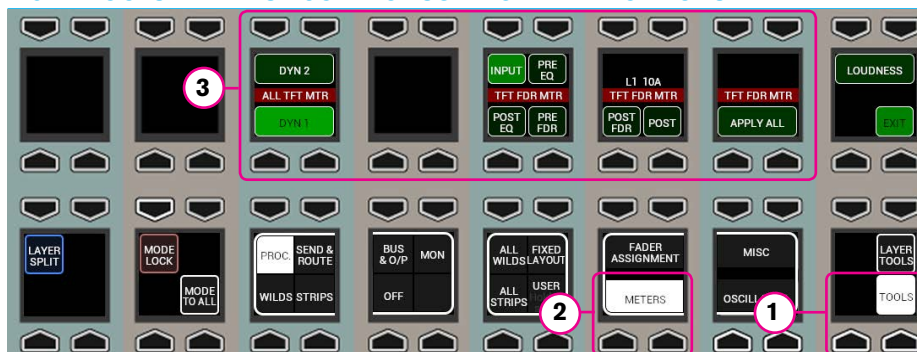 3
DYN 2
ALL TFT MTR
DYN 1
INPUT
PRE
EQ
TFT FDR MTR
POST
EQ
PRE
FDR
L1 10A
TFT FDR MTR
POST
FDR
POST
TFT FDR MTR
APPLY ALL
LOUDNESS
EXIT
LAYER
SPLIT
MODE
LOCK
MODE
TO ALL
PROC.
SEND &
ROUTE
WILDS
STRIPS
BUS
& O/P
MON
OFF
ALL
WILDS
FIXED
LAYOUT
ALL
STRIPS
USER
2
FADER
ASSIGNMENT
METERS
MISC
1
LAYER
TOOLS
TOOLS